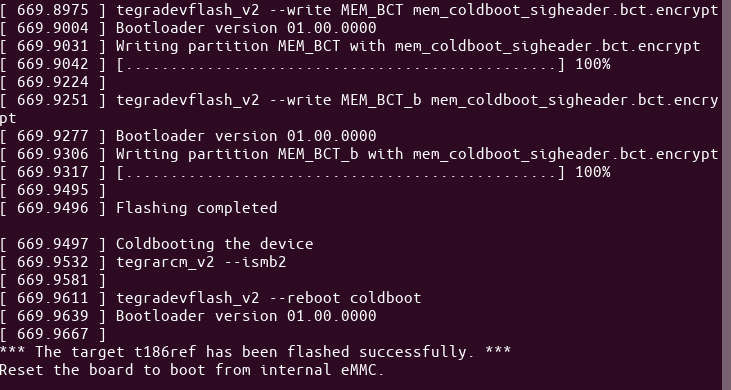 [ 669.8975 ] tegradevflash_v2 --write MEM_BCT mem_coldboot_sigheader.bct.encrypt
[ 669.9004 ] Bootloader version 01.00.0000
[ 669.9031 ] Writing partition MEM_BCT with mem_coldboot_sigheader.bct.encrypt
[ 669.9042 ] [................................................] 100%
[ 669.9224 ]
[ 669.9251 ] tegradevflash_v2 --write MEM_BCT_b mem_coldboot_sigheader.bct.encry
pt
[ 669.9277 ] Bootloader version 01.00.0000
[ 669.9306 ] Writing partition MEM_BCT_b with mem_coldboot_sigheader.bct.encrypt
[ 669.9317 ] [................................................] 100%
[ 669.9495 ]
[ 669.9496 ] Flashing completed
[ 669.9497 ] Coldbooting the device
[ 669.9532 ] tegrarcm_v2 --ismb2
[ 669.9581 ]
[ 669.9611 ] tegradevflash_v2 --reboot coldboot
[ 669.9639 ] Bootloader version 01.00.0000
[ 669.9667 ]
*** The target t186ref has been flashed successfully. ***
Reset the board to boot from internal eMMC.